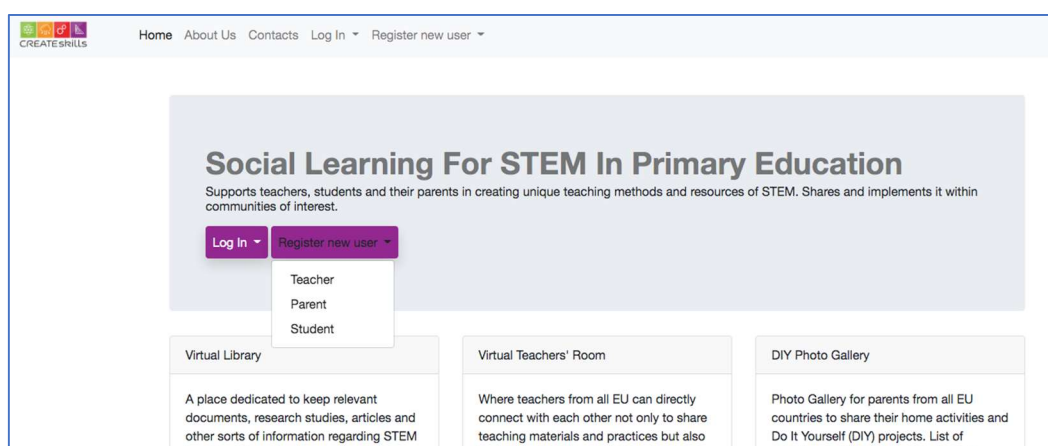 CREATESkills
Home About Us Contacts Log In Register new user
Social Learning For STEM In Primary Education
Supports teachers, students and their parents in creating unique teaching methods and resources of STEM. Shares and implements it within
communities of interest.
Log In Register new user
Teacher
Parent
Student
Virtual Library
A place dedicated to keep relevant
documents, research studies, articles and
other sorts of information regarding STEM
Virtual Teachers' Room
Where teachers from all EU can directly
connect with each other not only to share
teaching materials and practices but also
DIY Photo Gallery
Photo Gallery for parents from all EU
countries to share their home activities and
Do It Yourself (DIY) projects. List of